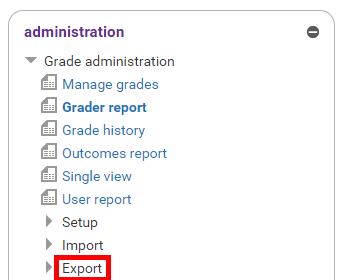 administration
Grade administration
Manage grades
Grader report
Grade history
Outcomes report
Single view
User report
Setup
Import
Export